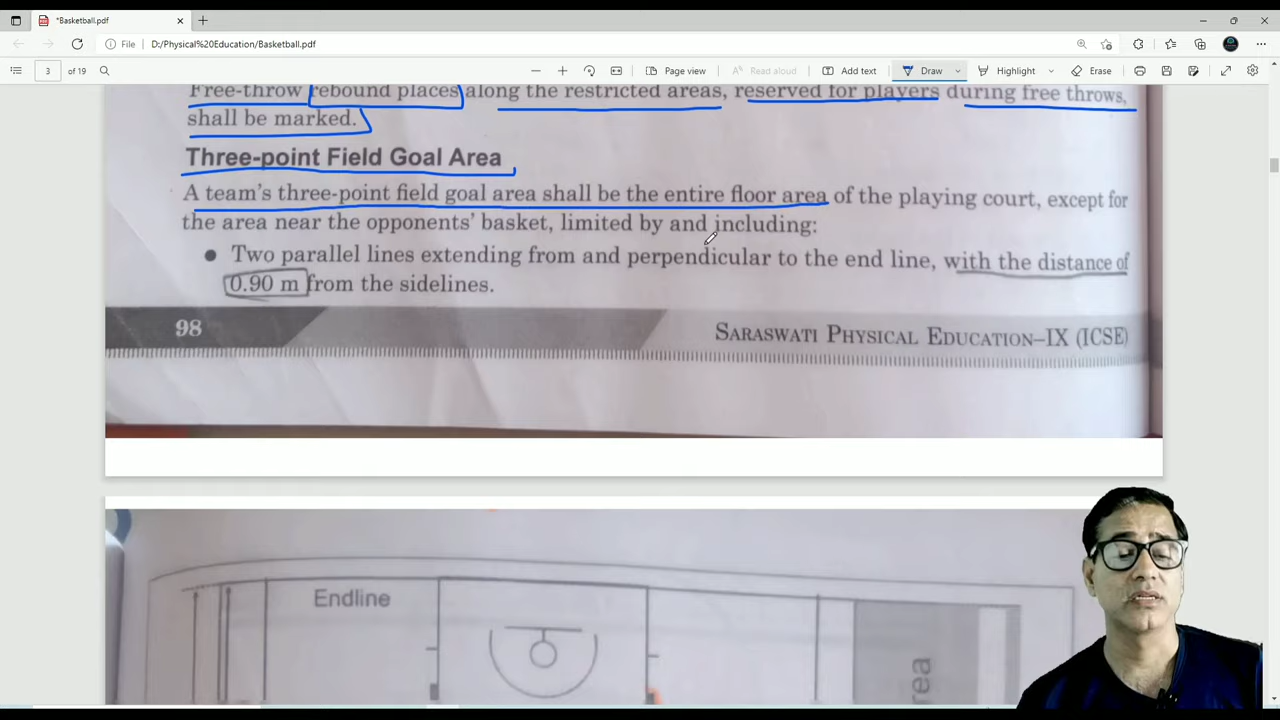 *Basketball.pdf
File
D:/Physical%20Education/Basketball.pdf
3 of 19
Page view
Read aloud
Add text
Draw
Highlight
Erase
Free-throw rebound places along the restricted areas, reserved for players during free throws,
shall be marked.
Three-point Field Goal Area
A team's three-point field goal area shall be the entire floor area of the playing court, except for
the area near the opponents' basket, limited by and including:
• Two parallel lines extending from and perpendicular to the end line, with the distance of
0.90 m from the sidelines.
98
SARASWATI PHYSICAL EDUCATION–IX (ICSE)
Endline
rea